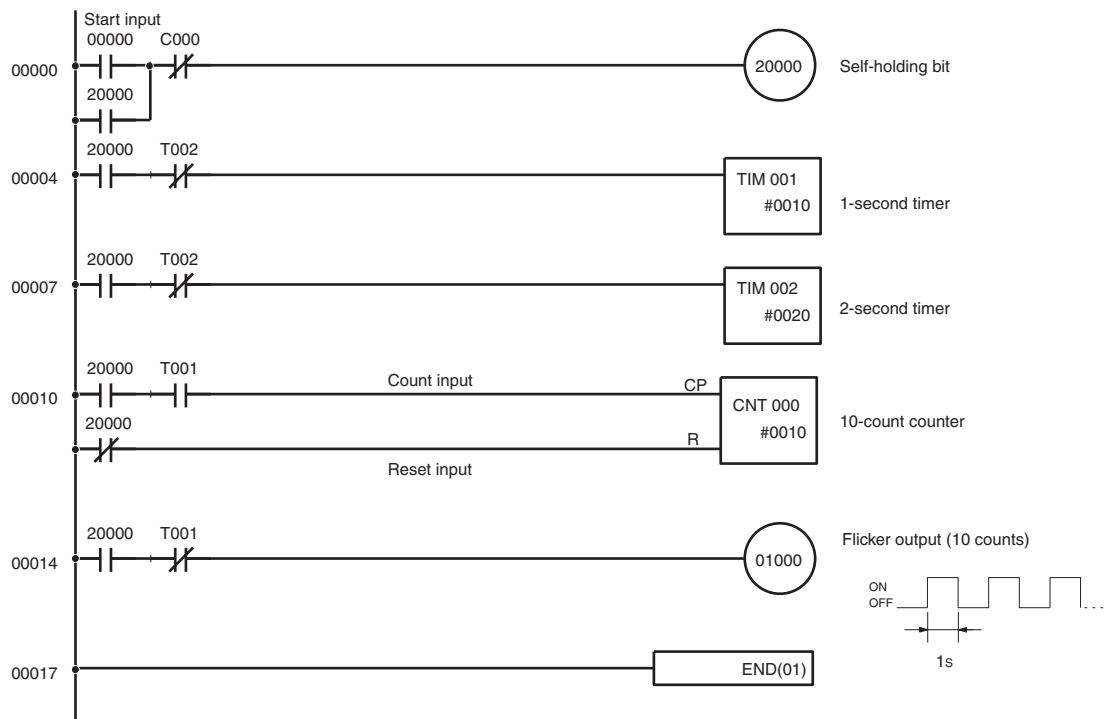 Start input
00000 C000
00000
20000
Self-holding bit
20000
20000 T002
00004
TIM 001
#0010
1-second timer
20000 T002
00007
TIM 002
#0020
2-second timer
20000 T001
00010
Count input
CP
CNT 000
#0010
10-count counter
20000
R
Reset input
20000 T001
00014
01000
Flicker output (10 counts)
ON
OFF
1s
00017
END(01)